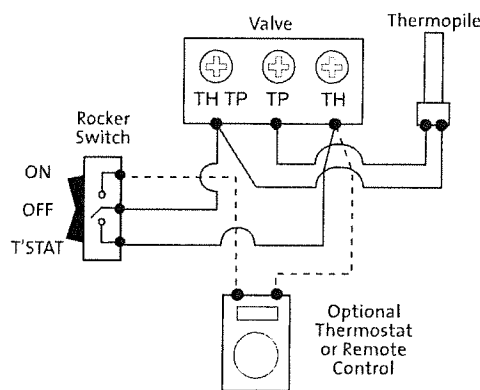 Valve
Thermopile
TH TP
TP
TH
Rocker
Switch
ON
OFF
T'STAT
Optional
Thermostat
or Remote
Control